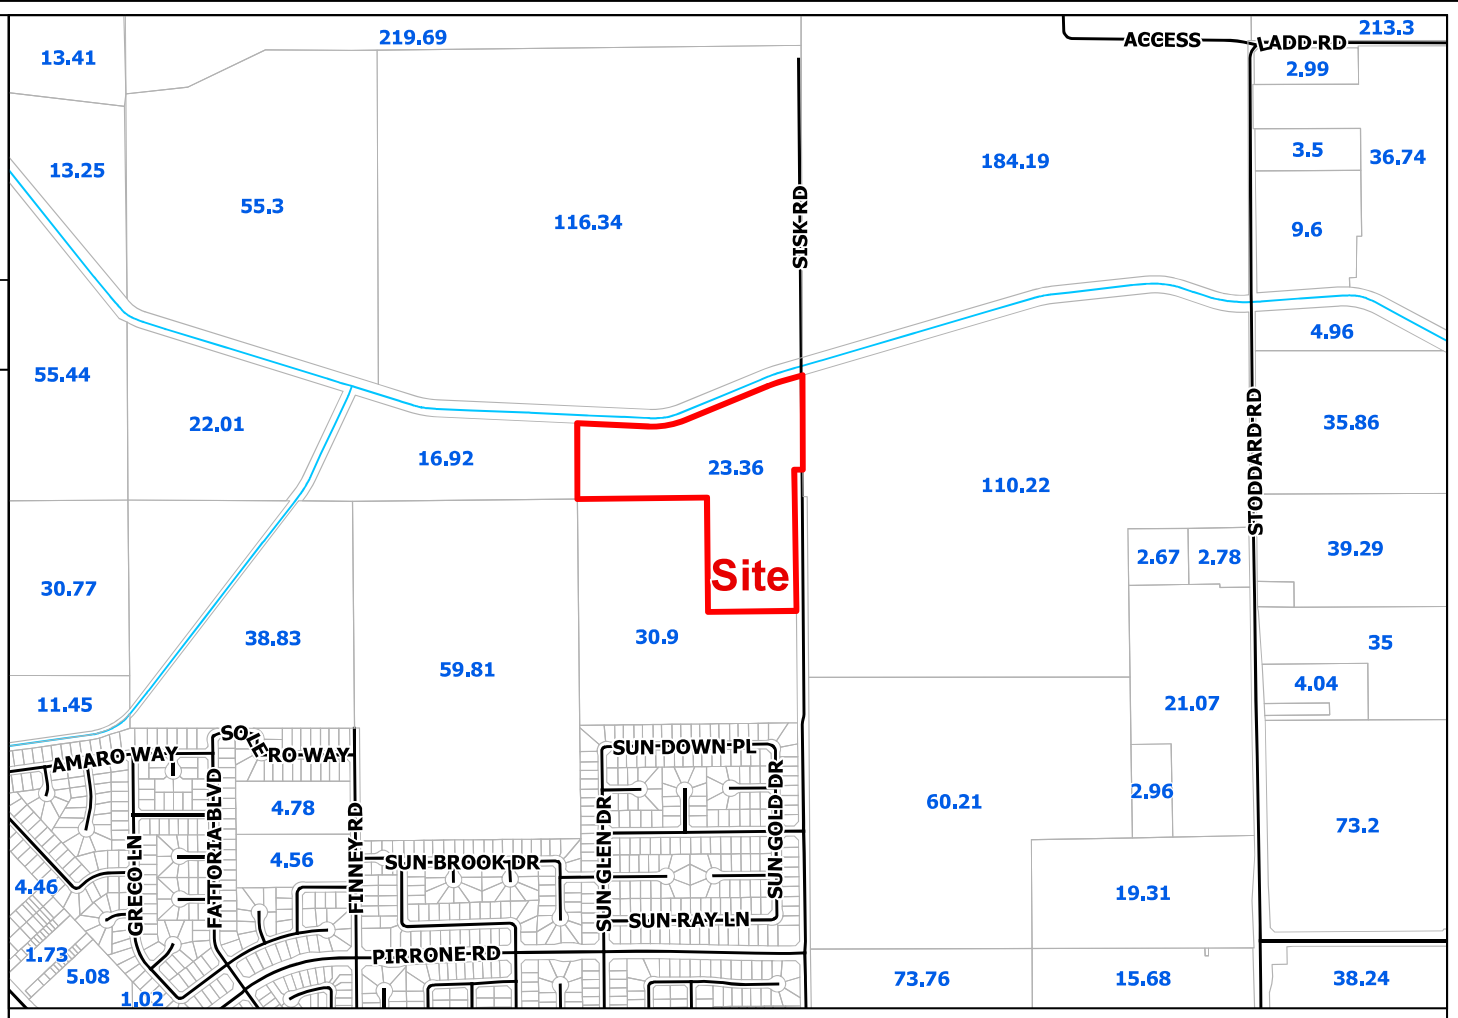 219.69
213.3
13.41
ACCESS
LADD-RD
2.99
13.25
55.3
116.34
SISK-RD
184.19
3.5
36.74
9.6
4.96
55.44
22.01
16.92
23.36
110.22
STODDARD-RD
35.86
39.29
30.77
38.83
59.81
30.9
Site
2.67
2.78
35
4.04
11.45
21.07
AMARO-WAY
SO-LE
RO-WAY
SUN-DOWN-PL
4.78
FATTORIA-BLVD
FINNEY-RD
SUN-GLEN-DR
SUN-GOLD-DR
60.21
2.96
73.2
4.56
SUN-BROOK-DR
4.46
GRECO-LN
SUN-RAY-LN
19.31
1.73
5.08
1.02
PIRRONE-RD
73.76
15.68
38.24